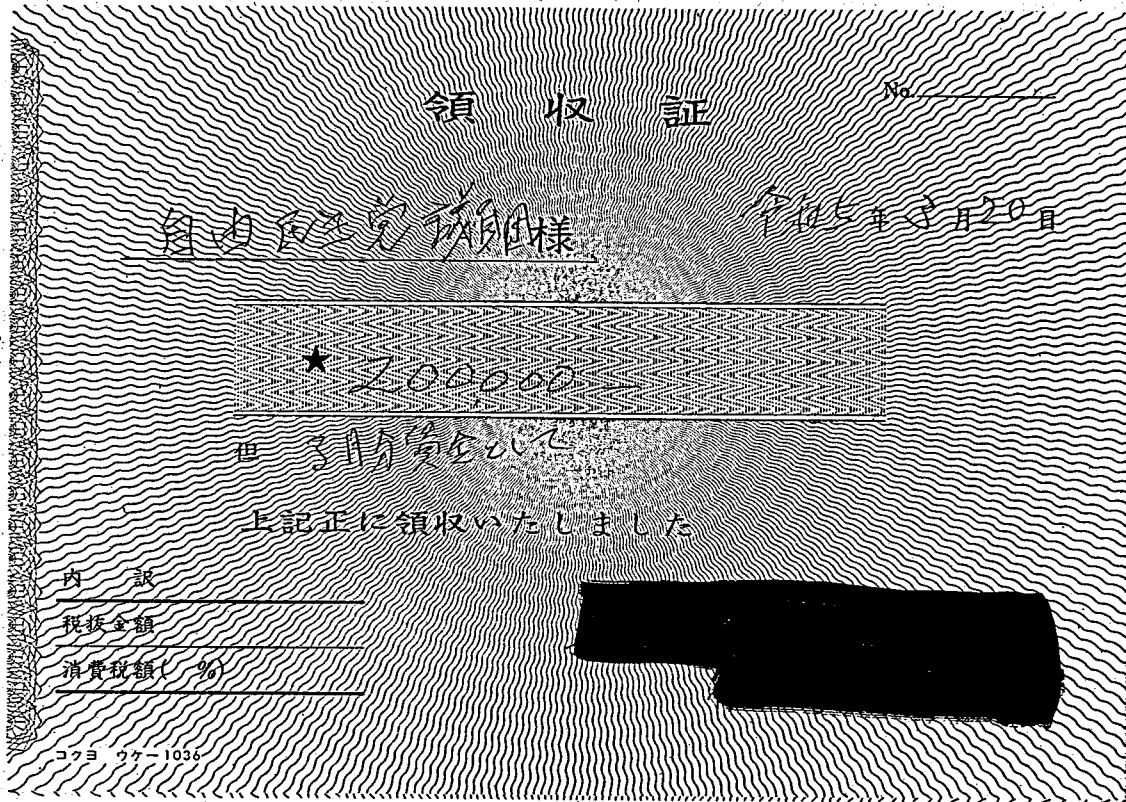 領収証
No.
自由民主党 様
令和5年3月20日
★ 200,000―
但 3月分賃金として
上記正に領収いたしました
内訳
税抜金額
消費税額( %)
コクヨ ウケ－1036